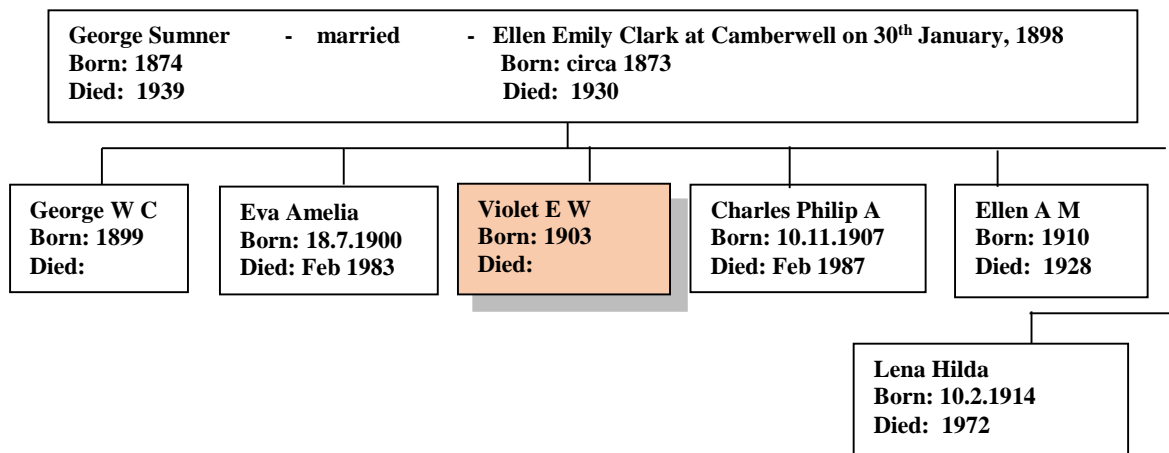 George Sumner - married - Ellen Emily Clark at Camberwell on 30th January, 1898
Born: 1874 Born: circa 1873
Died: 1939 Died: 1930
George W C
Born: 1899
Died:
Eva Amelia
Born: 18.7.1900
Died: Feb 1983
Violet E W
Born: 1903
Died:
Charles Philip A
Born: 10.11.1907
Died: Feb 1987
Ellen A M
Born: 1910
Died: 1928
Lena Hilda
Born: 10.2.1914
Died: 1972